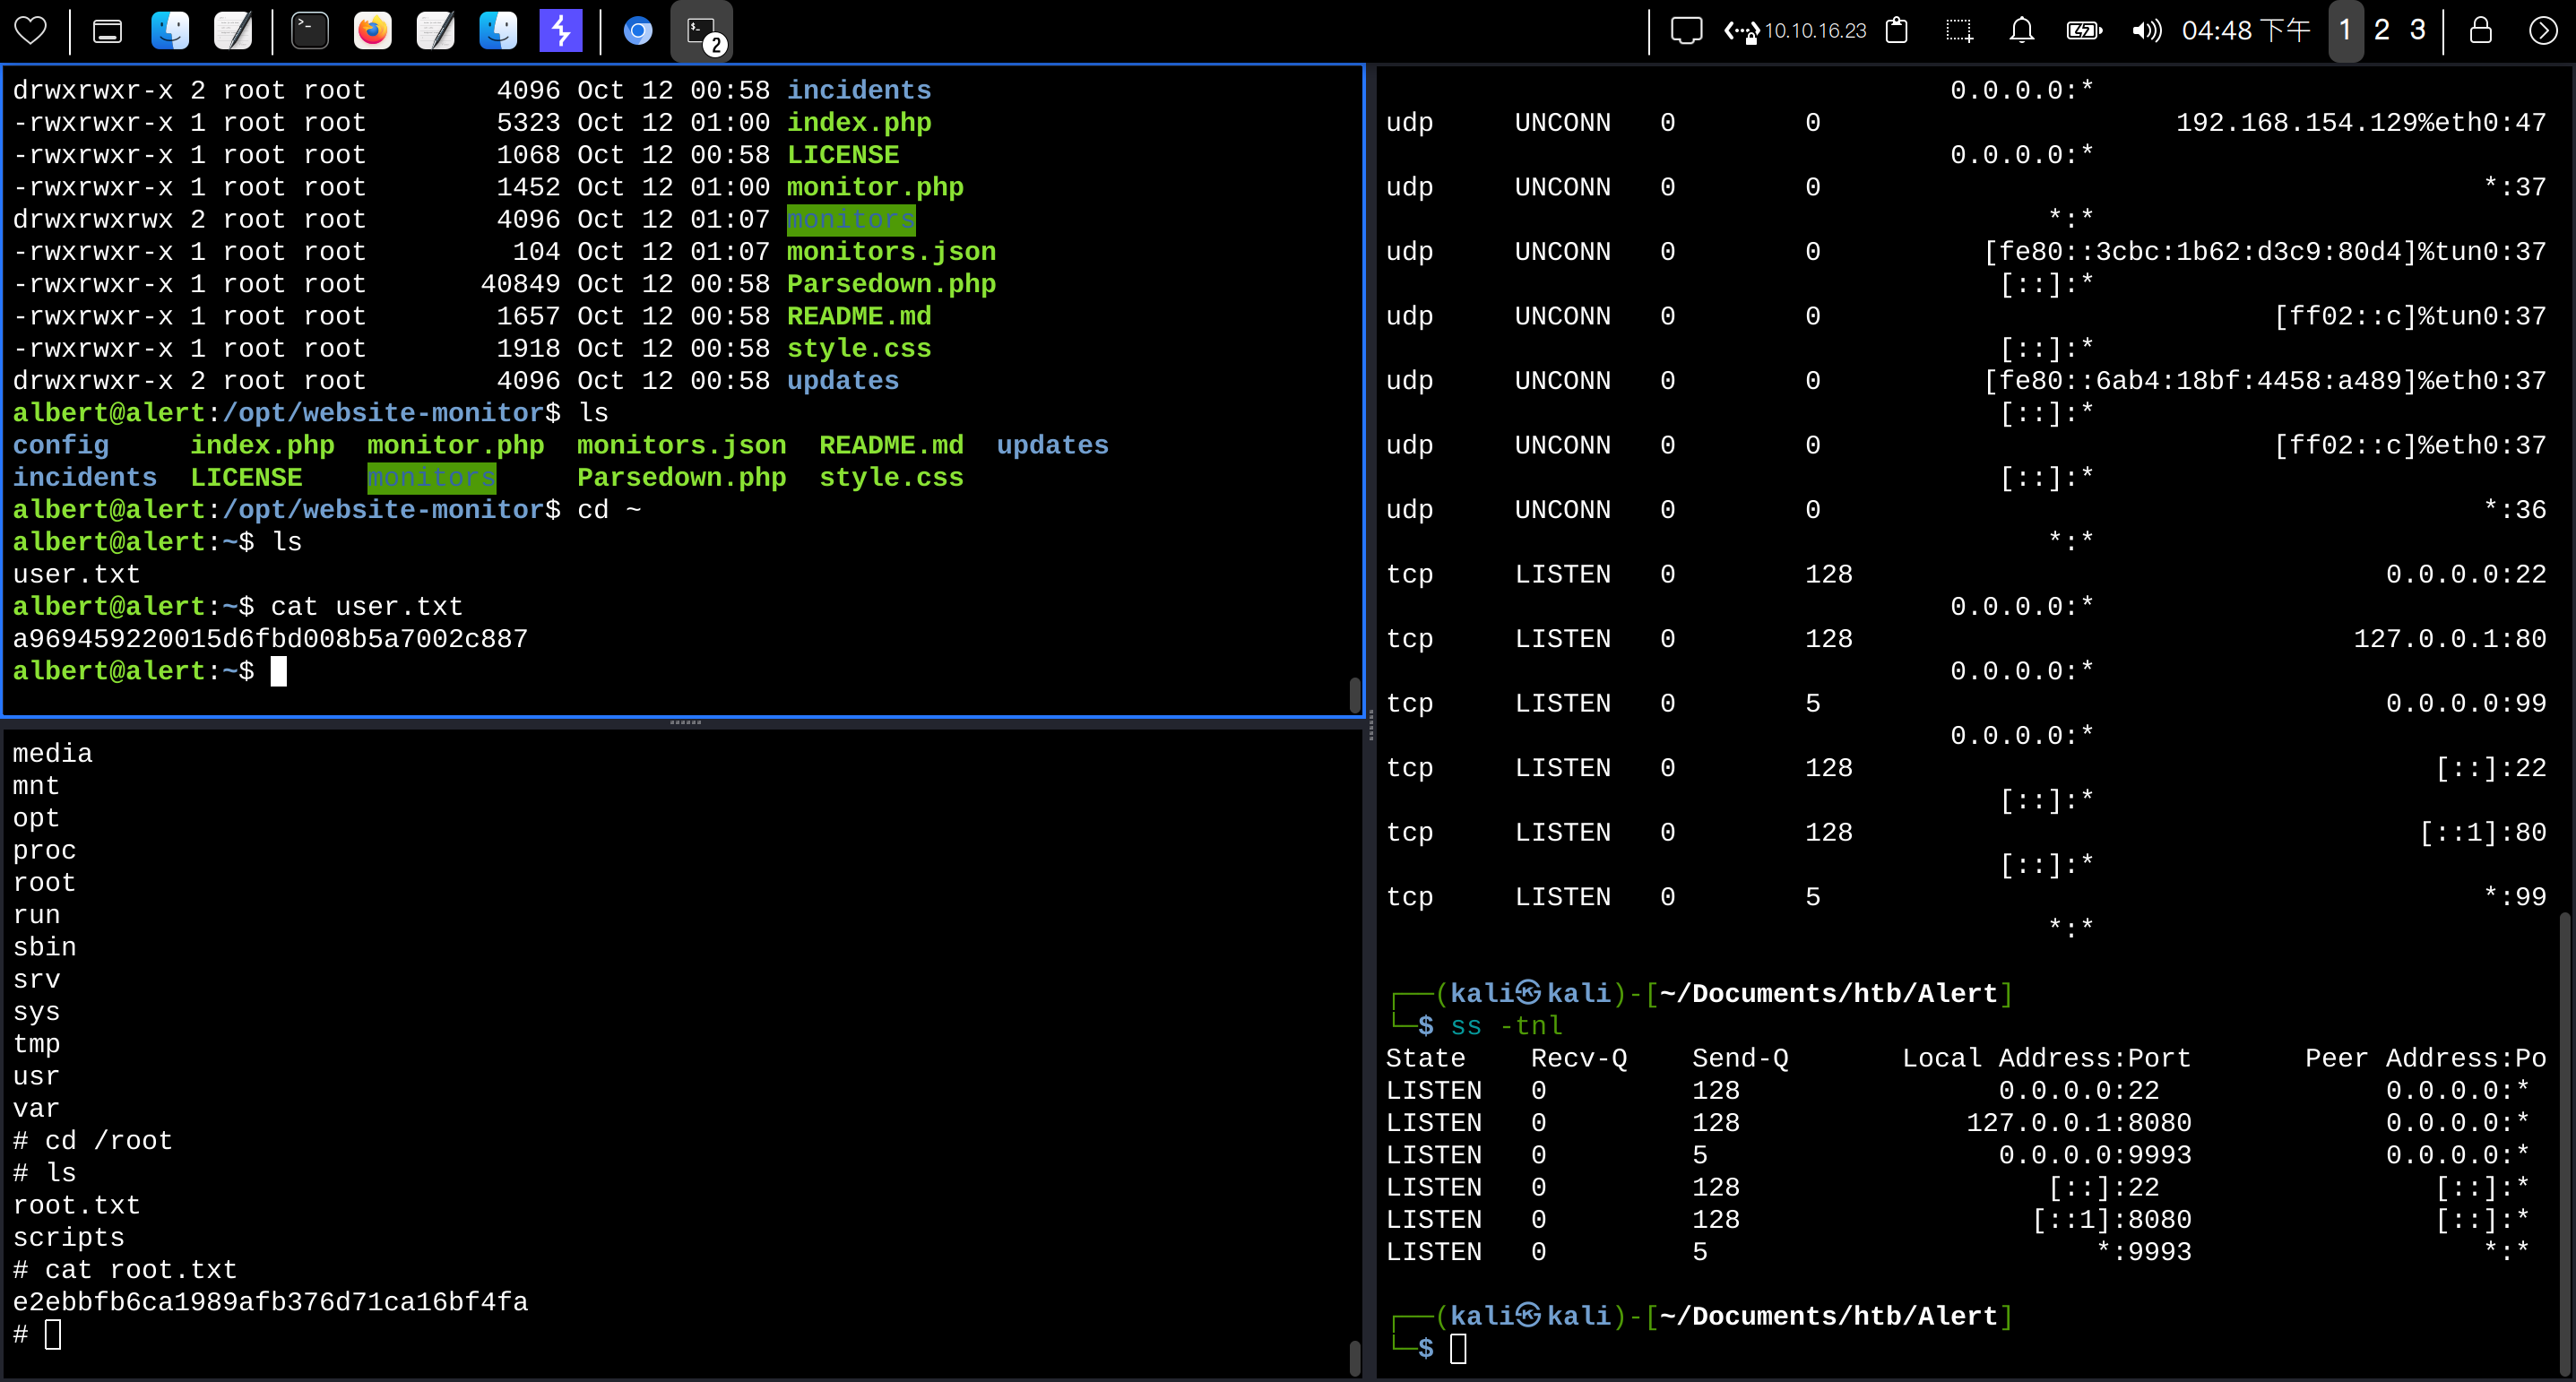 2
10.10.16.23
04:48 下午
1 2 3
drwxrwxr-x 2 root root        4096 Oct 12 00:58 incidents
-rwxrwxr-x 1 root root        5323 Oct 12 01:00 index.php
-rwxrwxr-x 1 root root        1068 Oct 12 00:58 LICENSE
-rwxrwxr-x 1 root root        1452 Oct 12 01:00 monitor.php
drwxrwxrwx 2 root root        4096 Oct 12 01:07 monitors
-rwxrwxr-x 1 root root         104 Oct 12 01:07 monitors.json
-rwxrwxr-x 1 root root       40849 Oct 12 00:58 Parsedown.php
-rwxrwxr-x 1 root root        1657 Oct 12 00:58 README.md
-rwxrwxr-x 1 root root        1918 Oct 12 00:58 style.css
drwxrwxr-x 2 root root        4096 Oct 12 00:58 updates
albert@alert:/opt/website-monitor$ ls
config     index.php  monitor.php  monitors.json  README.md  updates
incidents  LICENSE    monitors     Parsedown.php  style.css
albert@alert:/opt/website-monitor$ cd ~
albert@alert:~$ ls
user.txt
albert@alert:~$ cat user.txt
a969459220015d6fbd008b5a7002c887
albert@alert:~$
media
mnt
opt
proc
root
run
sbin
srv
sys
tmp
usr
var
# cd /root
# ls
root.txt
scripts
# cat root.txt
e2ebbfb6ca1989afb376d71ca16bf4fa
#
0.0.0.0:*
udp     UNCONN   0        0        192.168.154.129%eth0:47
0.0.0.0:*
udp     UNCONN   0        0        *:37
*:*
udp     UNCONN   0        0        [fe80::3cbc:1b62:d3c9:80d4]%tun0:37
[::]:*
udp     UNCONN   0        0        [ff02::c]%tun0:37
[::]:*
udp     UNCONN   0        0        [fe80::6ab4:18bf:4458:a489]%eth0:37
[::]:*
udp     UNCONN   0        0        [ff02::c]%eth0:37
[::]:*
udp     UNCONN   0        0        *:36
*:*
tcp     LISTEN   0        128      0.0.0.0:22
0.0.0.0:*
tcp     LISTEN   0        128      127.0.0.1:80
0.0.0.0:*
tcp     LISTEN   0        5        0.0.0.0:99
0.0.0.0:*
tcp     LISTEN   0        128      [::]:22
[::]:*
tcp     LISTEN   0        128      [::1]:80
[::]:*
tcp     LISTEN   0        5        *:99
*:*
┌──(kali㉿kali)-[~/Documents/htb/Alert]
└─$ ss -tnl
State    Recv-Q    Send-Q       Local Address:Port       Peer Address:Po
LISTEN   0         128                0.0.0.0:22              0.0.0.0:*
LISTEN   0         128              127.0.0.1:8080            0.0.0.0:*
LISTEN   0         5                  0.0.0.0:9993            0.0.0.0:*
LISTEN   0         128                   [::]:22                 [::]:*
LISTEN   0         128                  [::1]:8080               [::]:*
LISTEN   0         5                        *:9993                  *:*
┌──(kali㉿kali)-[~/Documents/htb/Alert]
└─$